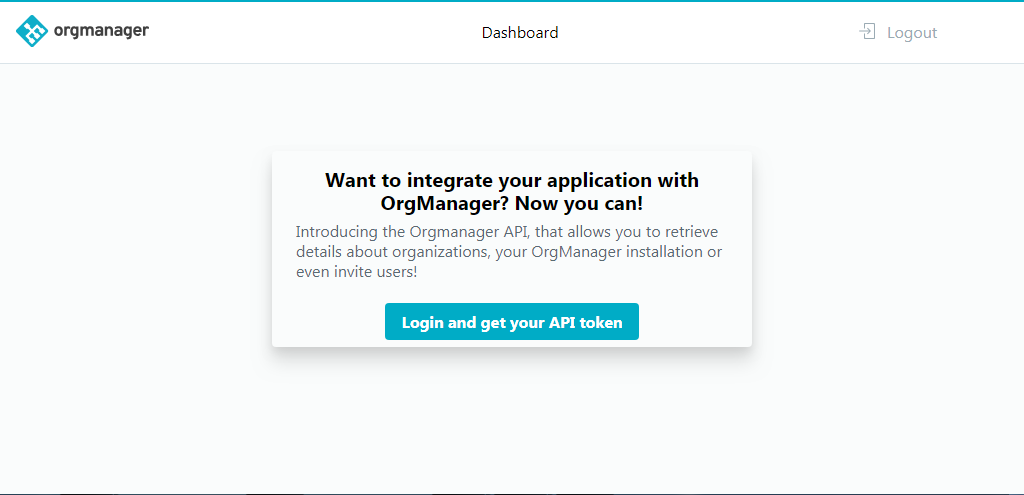 orgmanager
Dashboard
Logout
Want to integrate your application with
OrgManager? Now you can!
Introducing the Orgmanager API, that allows you to retrieve
details about organizations, your OrgManager installation or
even invite users!
Login and get your API token